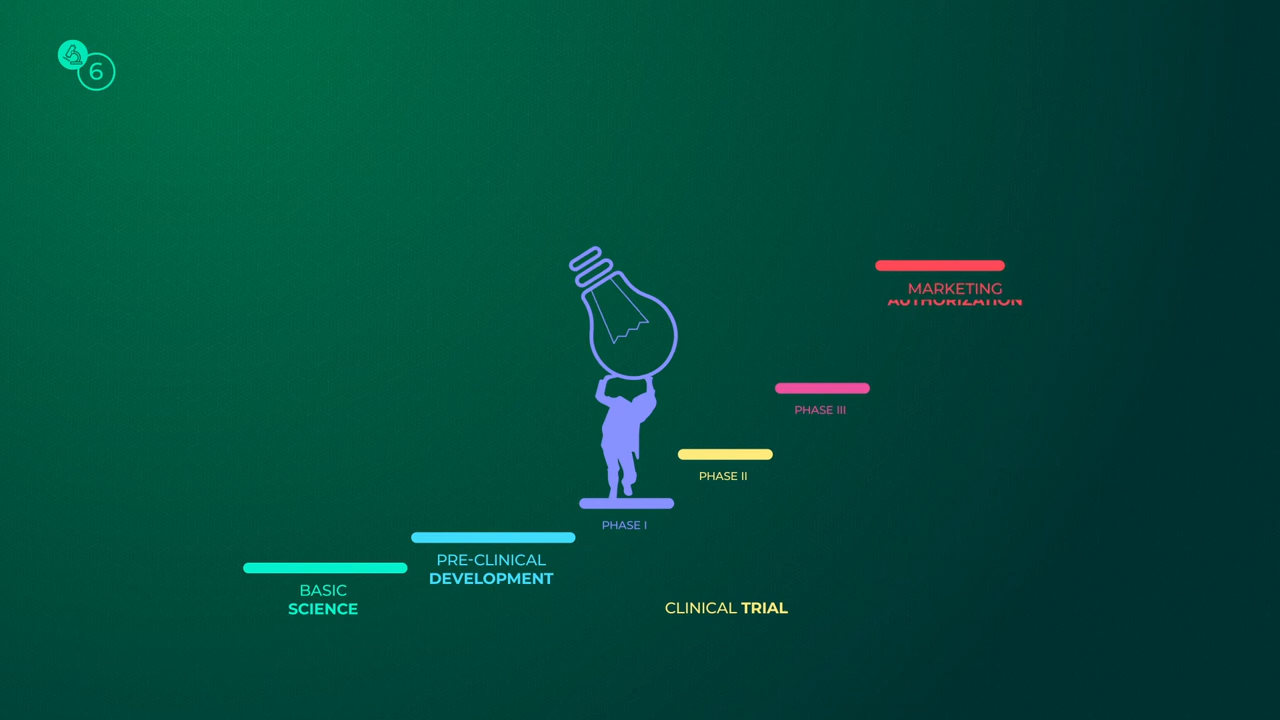 6
MARKETING
AUTHORIZATION
PHASE III
PHASE II
PHASE I
PRE-CLINICAL
DEVELOPMENT
BASIC
SCIENCE
CLINICAL TRIAL